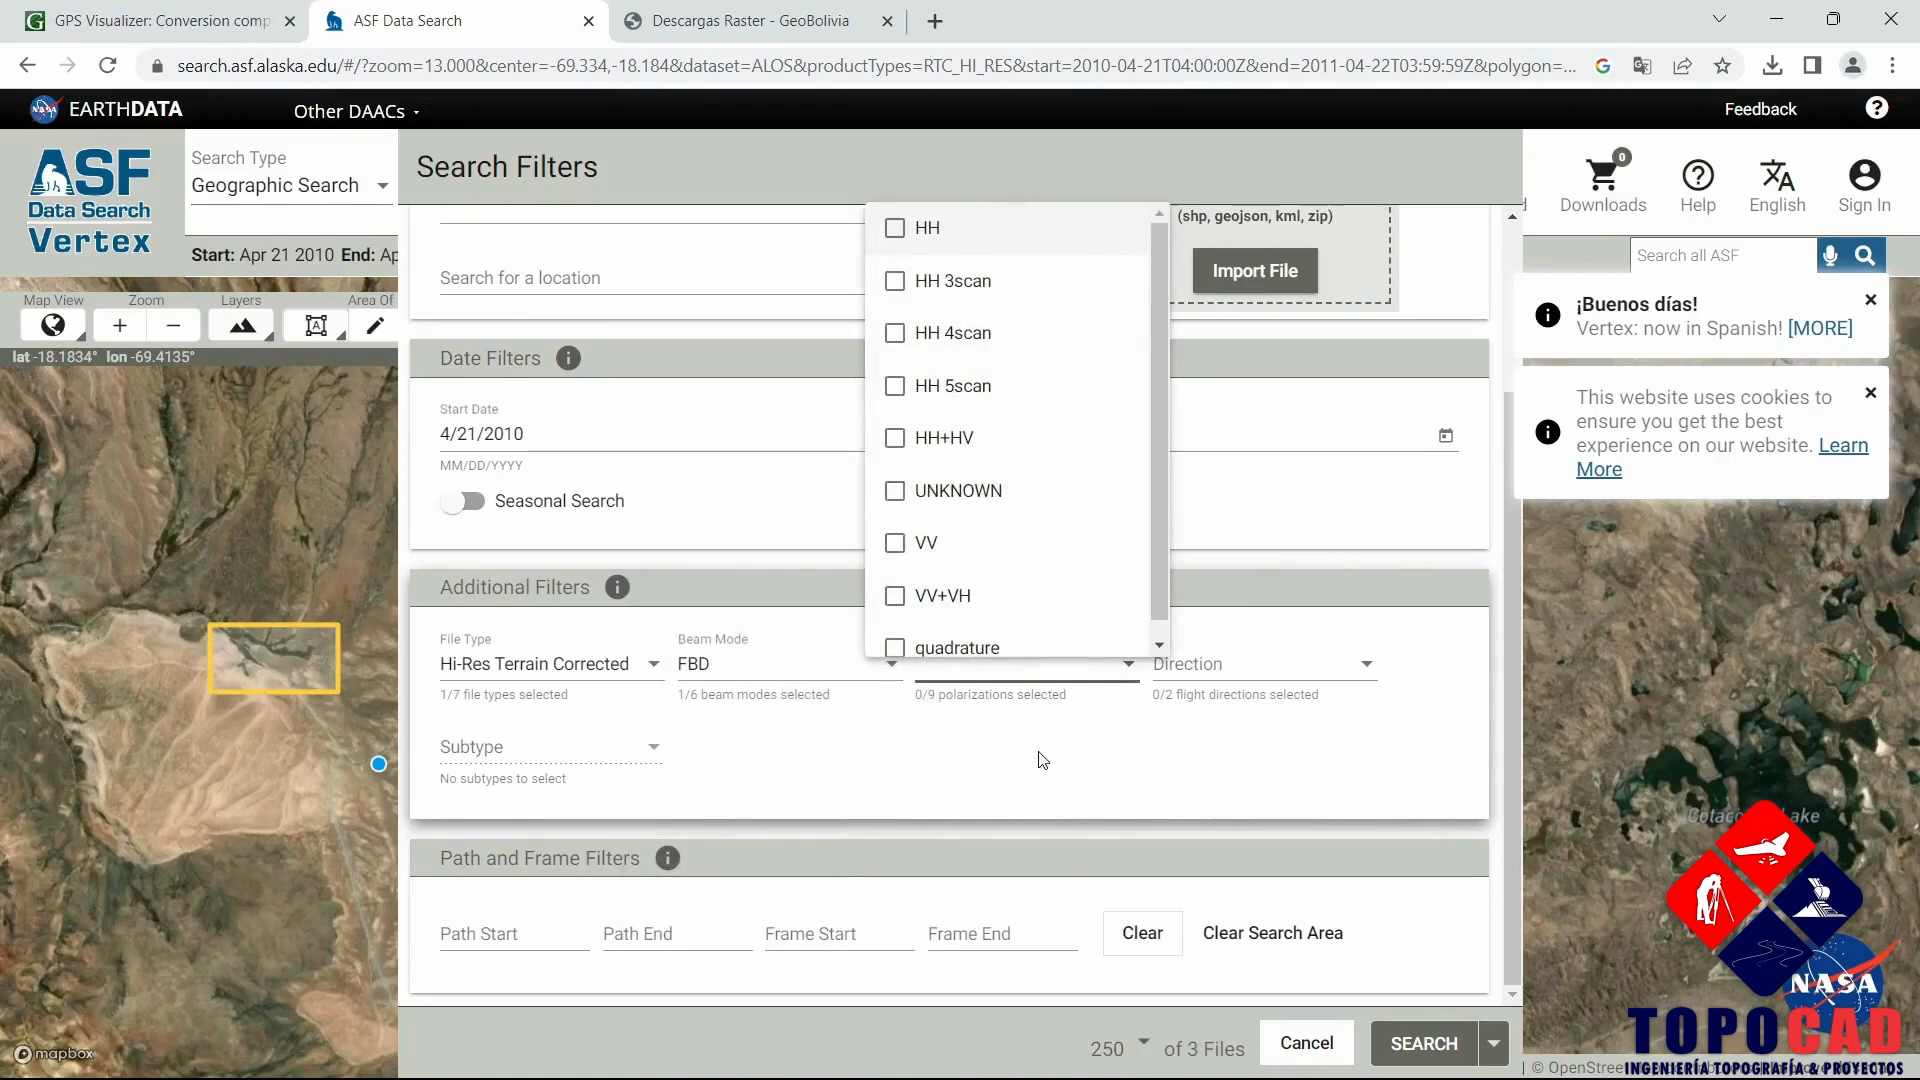 GPS Visualizer: Conversion comp
ASF Data Search
Descargas Raster - GeoBolivia
search.asf.alaska.edu/#/?zoom=13.000&center=-69.334,-18.184&dataset=ALOS&productTypes=RTC_HI_RES&start=2010-04-21T04:00:00Z&end=2011-04-22T03:59:59Z&polygon=...
NASA EARTHDATA
Other DAACs
Feedback
ASF
Data Search
Vertex
Search Type
Geographic Search
Start: Apr 21 2010 End: Ap
Search Filters
0
Downloads
Help
English
Sign In
Search all ASF
Map View
Zoom
Layers
Area Of
lat -18.1834° lon -69.4135°
(shp, geojson, kml, zip)
Import File
Search for a location
HH
HH 3scan
HH 4scan
HH 5scan
HH+HV
UNKNOWN
VV
VV+VH
quadrature
¡Buenos días!
Vertex: now in Spanish! [MORE]
This website uses cookies to
ensure you get the best
experience on our website. Learn
More
Date Filters
Start Date
4/21/2010
MM/DD/YYYY
Seasonal Search
Additional Filters
File Type
Hi-Res Terrain Corrected
1/7 file types selected
Beam Mode
FBD
1/6 beam modes selected
0/9 polarizations selected
Direction
0/2 flight directions selected
Subtype
No subtypes to select
Path and Frame Filters
Path Start
Path End
Frame Start
Frame End
Clear
Clear Search Area
250
of 3 Files
Cancel
SEARCH
mapbox
NASA
TOPOCAD
INGENIERÍA TOPOGRAFÍA & PROYECTOS